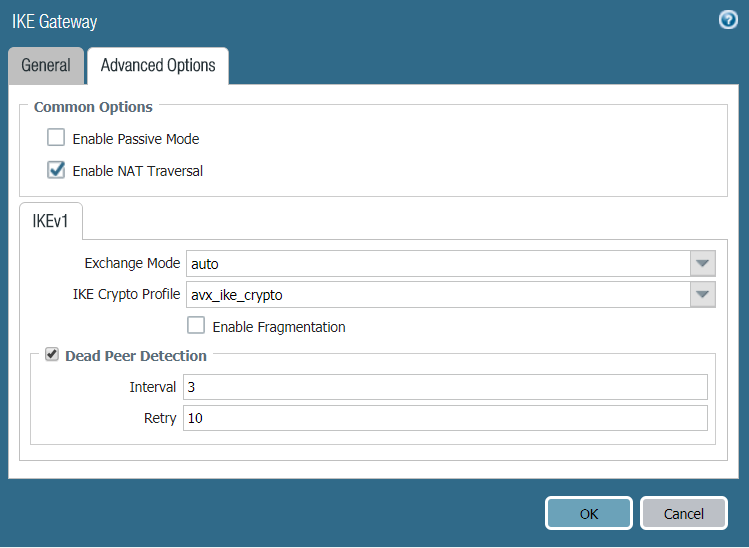 IKE Gateway
General
Advanced Options
Common Options
Enable Passive Mode
Enable NAT Traversal
IKEv1
Exchange Mode auto
IKE Crypto Profile avx_ike_crypto
Enable Fragmentation
Dead Peer Detection
Interval 3
Retry 10
OK
Cancel